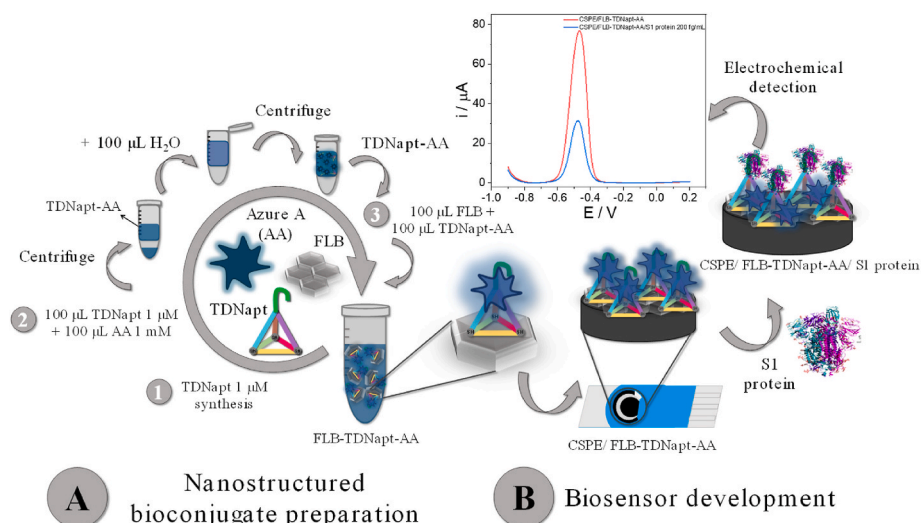 Centrifuge
+ 100 µL H₂O
TDNapt-AA
TDNapt-AA
3
100 µL FLB +
100 µL TDNapt-AA
Azure A
(AA)
FLB
Centrifuge
TDNapt
2
100 µL TDNapt 1 µM
+ 100 µL AA 1 mM
1
TDNapt 1 µM
synthesis
FLB-TDNapt-AA
A
Nanostructured
bioconjugate preparation
CSPE/FLB-TDNapt-AA
CSPE/FLB-TDNapt-AA/S1 protein 200 fg/mL
i / µA
80
60
40
20
0
-1.0
-0.8
-0.6
-0.4
-0.2
0.0
0.2
E / V
Electrochemical
detection
CSPE/ FLB-TDNapt-AA/ S1 protein
S1
protein
CSPE/ FLB-TDNapt-AA
B
Biosensor development